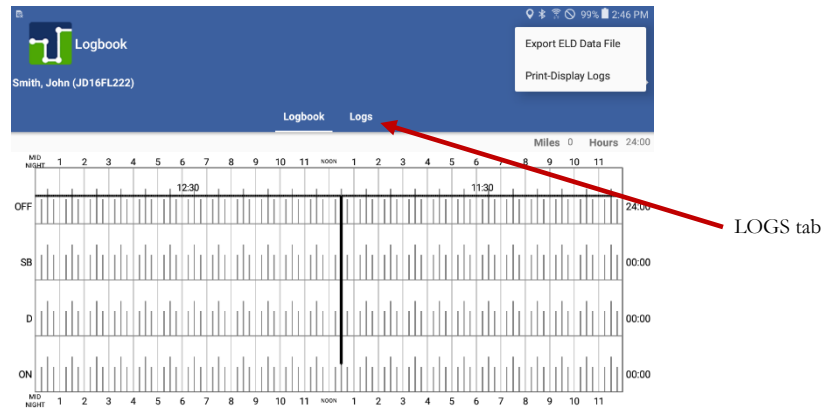 99% 2:46 PM
Logbook
Export ELD Data File
Print-Display Logs
Smith, John (JD16FL222)
Logbook Logs
Miles 0 Hours 24:00
MID NIGHT 1 2 3 4 5 6 7 8 9 10 11 NOON 1 2 3 4 5 6 7 8 9 10 11
12:30 11:30
OFF 24:00
LOGS tab
SB 00:00
D 00:00
ON 00:00
MID NIGHT 1 2 3 4 5 6 7 8 9 10 11 NOON 1 2 3 4 5 6 7 8 9 10 11